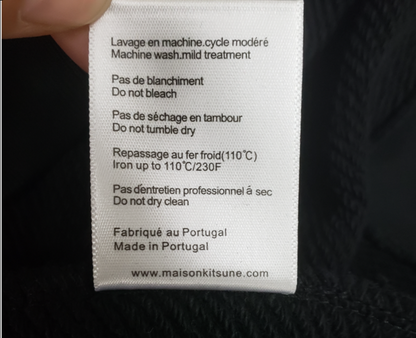 Lavage en machine.cycle modéré
Machine wash.mild treatment
Pas de blanchiment
Do not bleach
Pas de séchage en tambour
Do not tumble dry
Repassage au fer froid(110℃)
Iron up to 110℃/230F
Pas d'entretien professionnel á sec
Do not dry clean
Fabriqué au Portugal
Made in Portugal
www.maisonkitsune.com